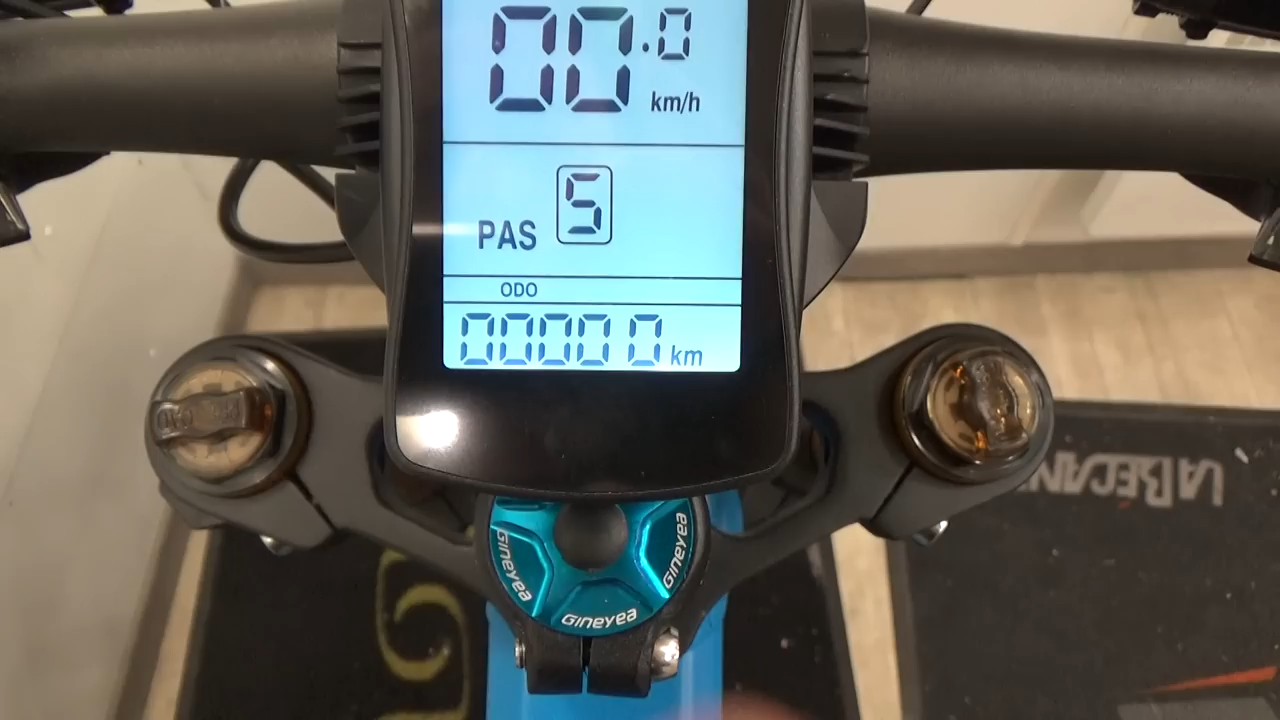 00.0
km/h
PAS 5
ODO
00000 km
GINEYEA
GINEYEA
GINEYEA